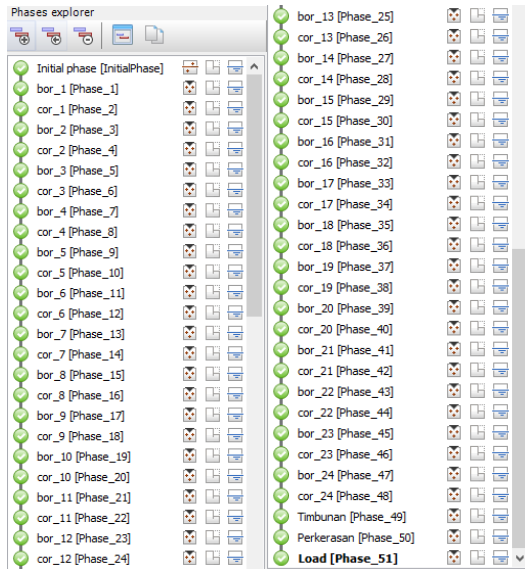 Phases explorer
Initial phase [InitialPhase]
bor_1 [Phase_1]
cor_1 [Phase_2]
bor_2 [Phase_3]
cor_2 [Phase_4]
bor_3 [Phase_5]
cor_3 [Phase_6]
bor_4 [Phase_7]
cor_4 [Phase_8]
bor_5 [Phase_9]
cor_5 [Phase_10]
bor_6 [Phase_11]
cor_6 [Phase_12]
bor_7 [Phase_13]
cor_7 [Phase_14]
bor_8 [Phase_15]
cor_8 [Phase_16]
bor_9 [Phase_17]
cor_9 [Phase_18]
bor_10 [Phase_19]
cor_10 [Phase_20]
bor_11 [Phase_21]
cor_11 [Phase_22]
bor_12 [Phase_23]
cor_12 [Phase_24]
bor_13 [Phase_25]
cor_13 [Phase_26]
bor_14 [Phase_27]
cor_14 [Phase_28]
bor_15 [Phase_29]
cor_15 [Phase_30]
bor_16 [Phase_31]
cor_16 [Phase_32]
bor_17 [Phase_33]
cor_17 [Phase_34]
bor_18 [Phase_35]
cor_18 [Phase_36]
bor_19 [Phase_37]
cor_19 [Phase_38]
bor_20 [Phase_39]
cor_20 [Phase_40]
bor_21 [Phase_41]
cor_21 [Phase_42]
bor_22 [Phase_43]
cor_22 [Phase_44]
bor_23 [Phase_45]
cor_23 [Phase_46]
bor_24 [Phase_47]
cor_24 [Phase_48]
Timbunan [Phase_49]
Perkerasan [Phase_50]
Load [Phase_51]